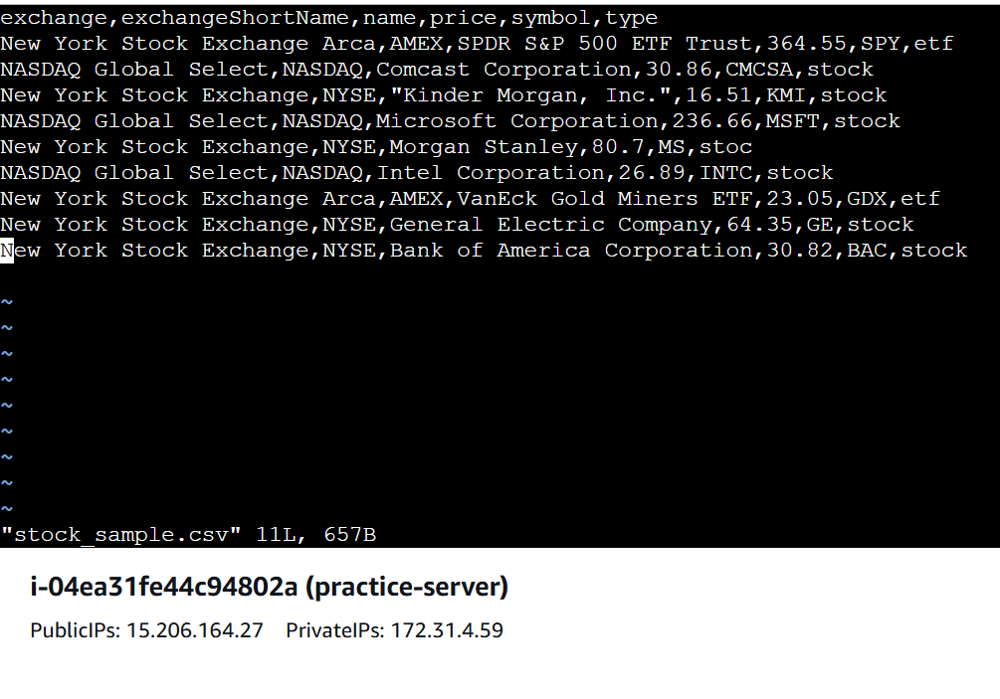 exchange,exchangeShortName,name,price,symbol,type
New York Stock Exchange Arca,AMEX,SPDR S&P 500 ETF Trust,364.55,SPY,etf
NASDAQ Global Select,NASDAQ,Comcast Corporation,30.86,CMCSA,stock
New York Stock Exchange,NYSE,"Kinder Morgan, Inc.",16.51,KMI,stock
NASDAQ Global Select,NASDAQ,Microsoft Corporation,236.66,MSFT,stock
New York Stock Exchange,NYSE,Morgan Stanley,80.7,MS,stoc
NASDAQ Global Select,NASDAQ,Intel Corporation,26.89,INTC,stock
New York Stock Exchange Arca,AMEX,VanEck Gold Miners ETF,23.05,GDX,etf
New York Stock Exchange,NYSE,General Electric Company,64.35,GE,stock
New York Stock Exchange,NYSE,Bank of America Corporation,30.82,BAC,stock
~
~
~
~
~
~
~
~
~
"stock_sample.csv" 11L, 657B
i-04ea31fe44c94802a (practice-server)
PublicIPs: 15.206.164.27 PrivateIPs: 172.31.4.59